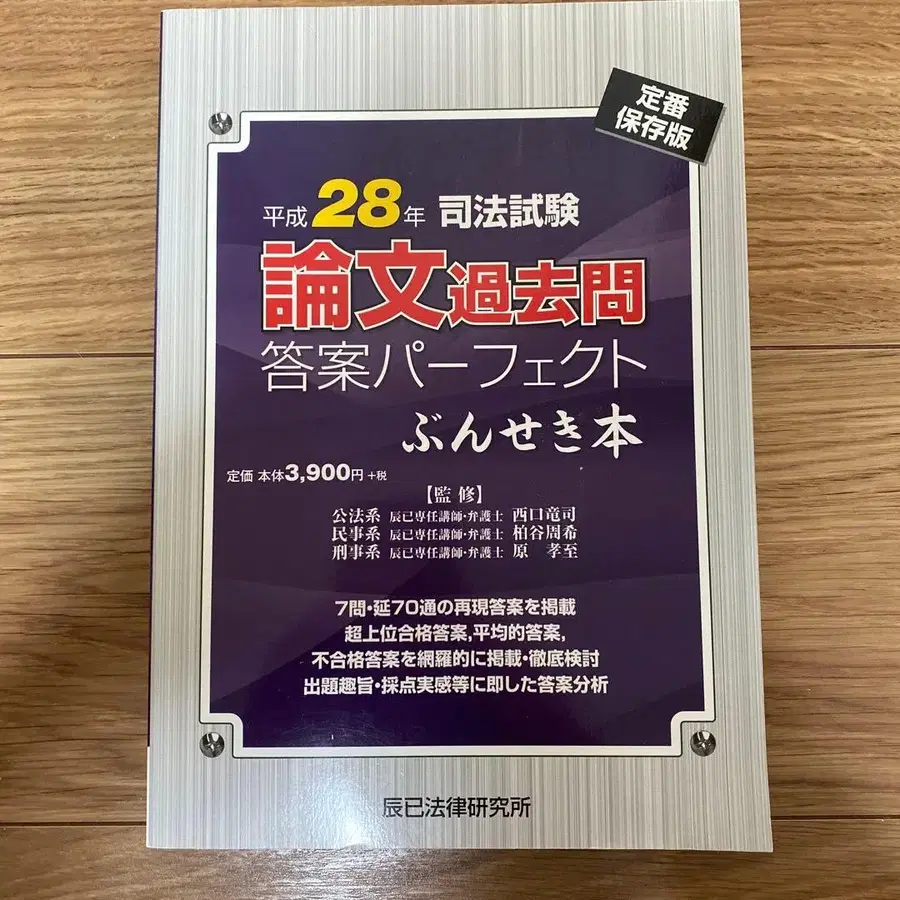 定番
保存版
平成28年 司法試験
論文過去問
答案パーフェクト
ぶんせき本
定価 本体3,900円 +税
【監修】
公法系 辰已専任講師・弁護士 西口竜司
民事系 辰已専任講師・弁護士 柏谷周希
刑事系 辰已専任講師・弁護士 原 孝至
7問・延70通の再現答案を掲載
超上位合格答案,平均的答案,
不合格答案を網羅的に掲載・徹底検討
出題趣旨・採点実感等に即した答案分析
辰已法律研究所